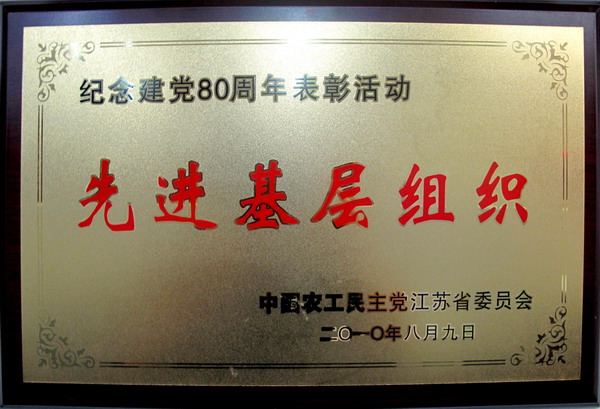 纪念建党80周年表彰活动
先进基层组织
中国农工民主党江苏省委员会
二〇一〇年八月九日